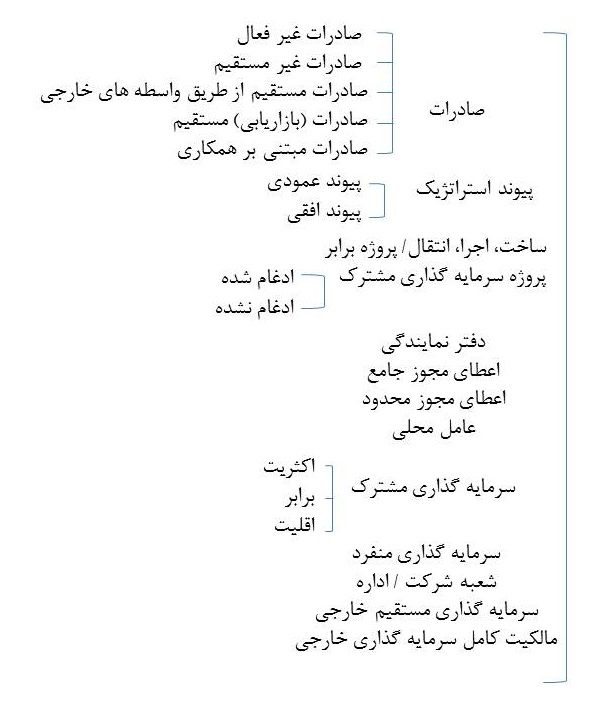 صادرات
صادرات غیر فعال
صادرات غیر مستقیم
صادرات مستقیم از طریق واسطه های خارجی
صادرات (بازاریابی) مستقیم
صادرات مبتنی بر همکاری
پیوند استراتژیک
پیوند عمودی
پیوند افقی
ساخت، اجرا، انتقال/ پروژه برابر
پروژه سرمایه گذاری مشترک
ادغام شده
ادغام نشده
دفتر نمایندگی
اعطای مجوز جامع
اعطای مجوز محدود
عامل محلی
سرمایه گذاری مشترک
اکثریت
برابر
اقلیت
سرمایه گذاری منفرد
شعبه شرکت / اداره
سرمایه گذاری مستقیم خارجی
مالکیت کامل سرمایه گذاری خارجی